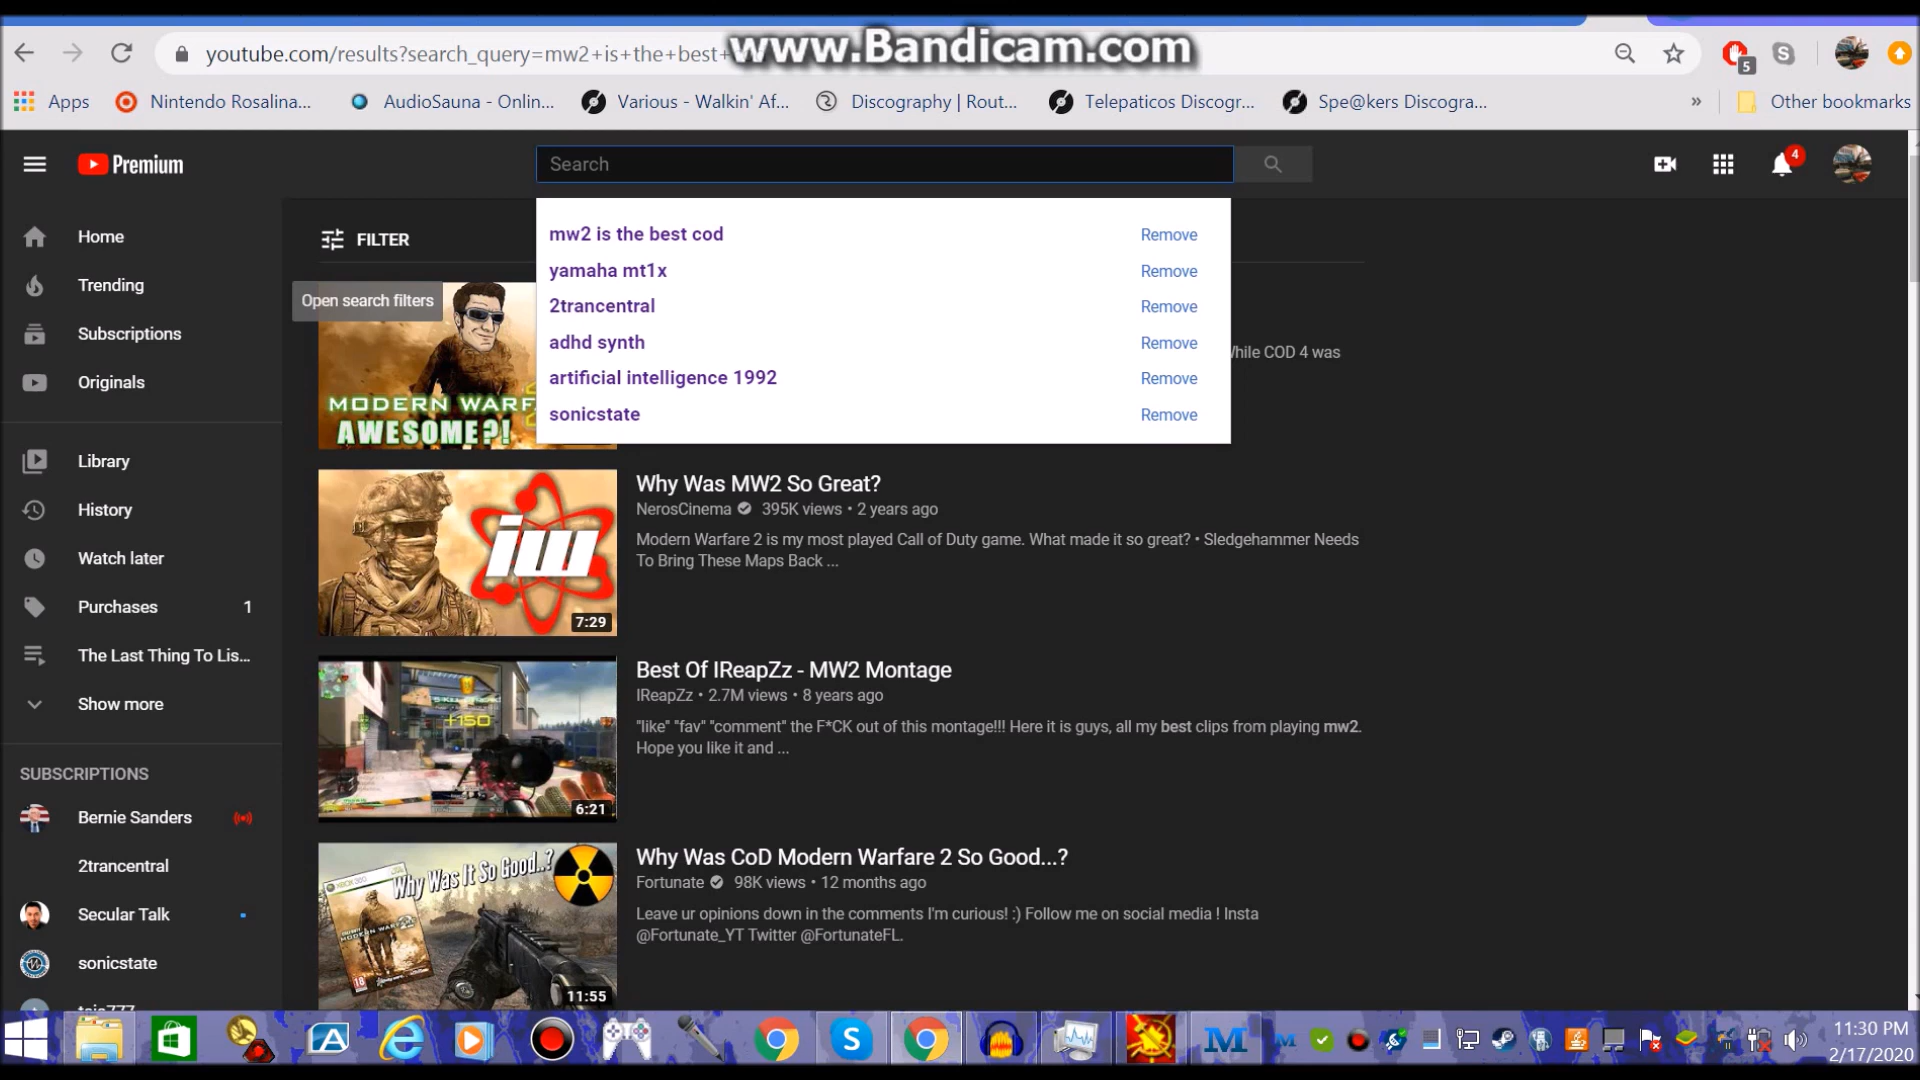 www.Bandicam.com
youtube.com/results?search_query=mw2+is+the+best+
5
Apps
Nintendo Rosalina...
AudioSauna - Onlin...
Various - Walkin' Af...
Discography | Rout...
Telepaticos Discogr...
Spe@kers Discogra...
»
Other bookmarks
Premium
Search
4
Home
Trending
Subscriptions
Originals
Library
History
Watch later
Purchases 1
The Last Thing To Lis...
Show more
SUBSCRIPTIONS
Bernie Sanders
2trancentral
Secular Talk
sonicstate
FILTER
Open search filters
mw2 is the best cod Remove
yamaha mt1x Remove
2trancentral Remove
adhd synth Remove
artificial intelligence 1992 Remove
sonicstate Remove
While COD 4 was
MODERN WARFA
AWESOME?!
iw
7:29
Why Was MW2 So Great?
NerosCinema 395K views • 2 years ago
Modern Warfare 2 is my most played Call of Duty game. What made it so great? • Sledgehammer Needs
To Bring These Maps Back ...
+150
6:21
Best Of IReapZz - MW2 Montage
IReapZz • 2.7M views • 8 years ago
"like" "fav" "comment" the F*CK out of this montage!!! Here it is guys, all my best clips from playing mw2.
Hope you like it and ...
Why Was It So Good..?
XBOX 360
18
11:55
Why Was CoD Modern Warfare 2 So Good...?
Fortunate 98K views • 12 months ago
Leave ur opinions down in the comments I'm curious! :) Follow me on social media ! Insta
@Fortunate_YT Twitter @FortunateFL.
11:30 PM
2/17/2020